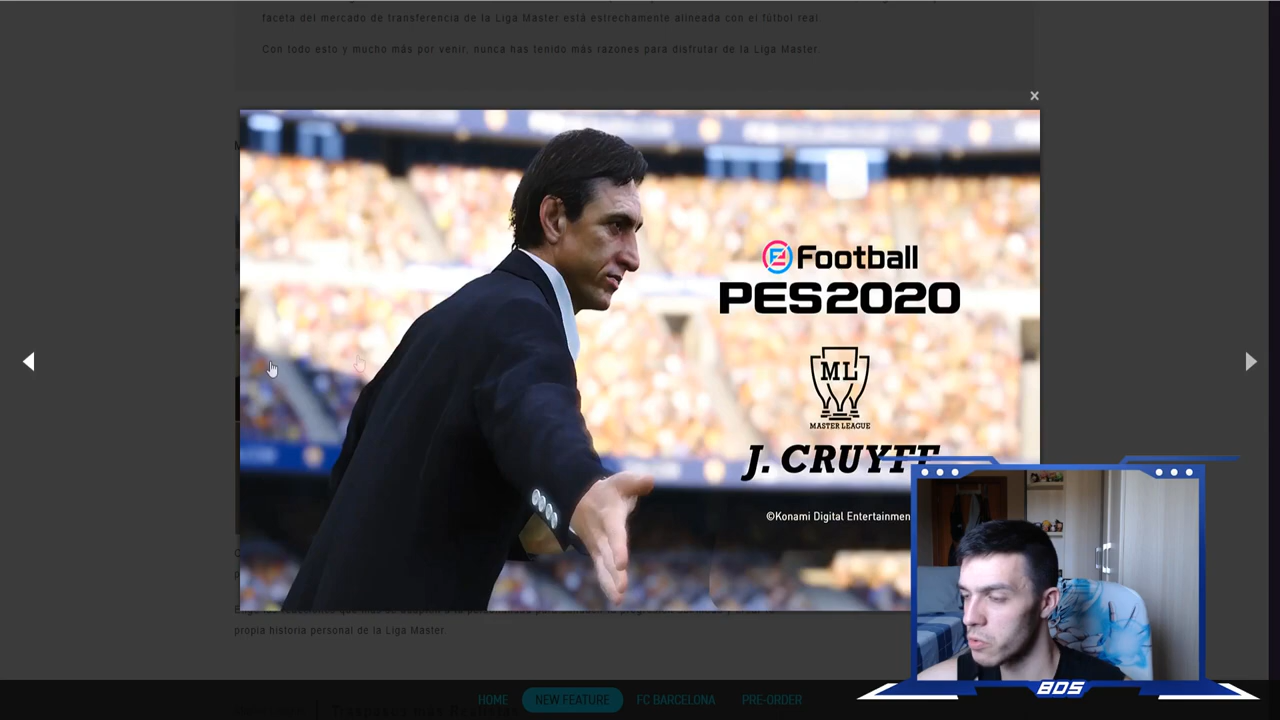 faceta del mercado de transferencia de la Liga Master está estrechamente alineada con el fútbol real
Con todo esto y mucho más por venir, nunca has tenido más razones para disfrutar de la Liga Master.
×
eFootball
PES2020
ML
MASTER LEAGUE
J. CRUYFF
©Konami Digital Entertainmen
propia historia personal de la Liga Master
BDS
HOME
NEW FEATURE
FC BARCELONA
PRE-ORDER